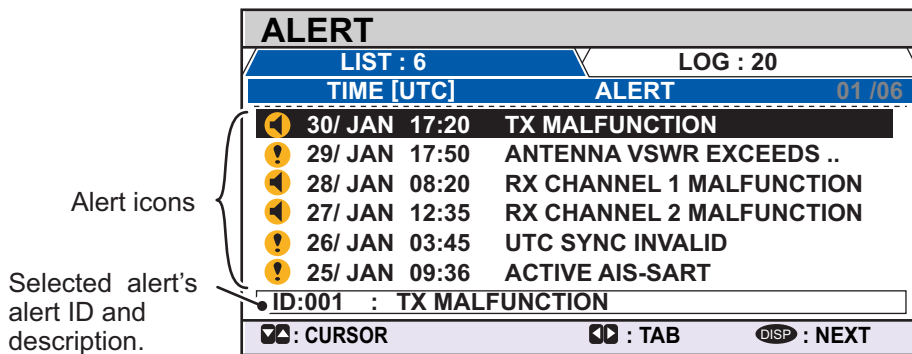 ALERT
LIST : 6 LOG : 20
TIME [UTC] ALERT 01 /06
30/ JAN 17:20 TX MALFUNCTION
29/ JAN 17:50 ANTENNA VSWR EXCEEDS ..
28/ JAN 08:20 RX CHANNEL 1 MALFUNCTION
27/ JAN 12:35 RX CHANNEL 2 MALFUNCTION
26/ JAN 03:45 UTC SYNC INVALID
25/ JAN 09:36 ACTIVE AIS-SART
ID:001 : TX MALFUNCTION
: CURSOR : TAB DISP : NEXT
Alert icons
Selected alert's
alert ID and
description.